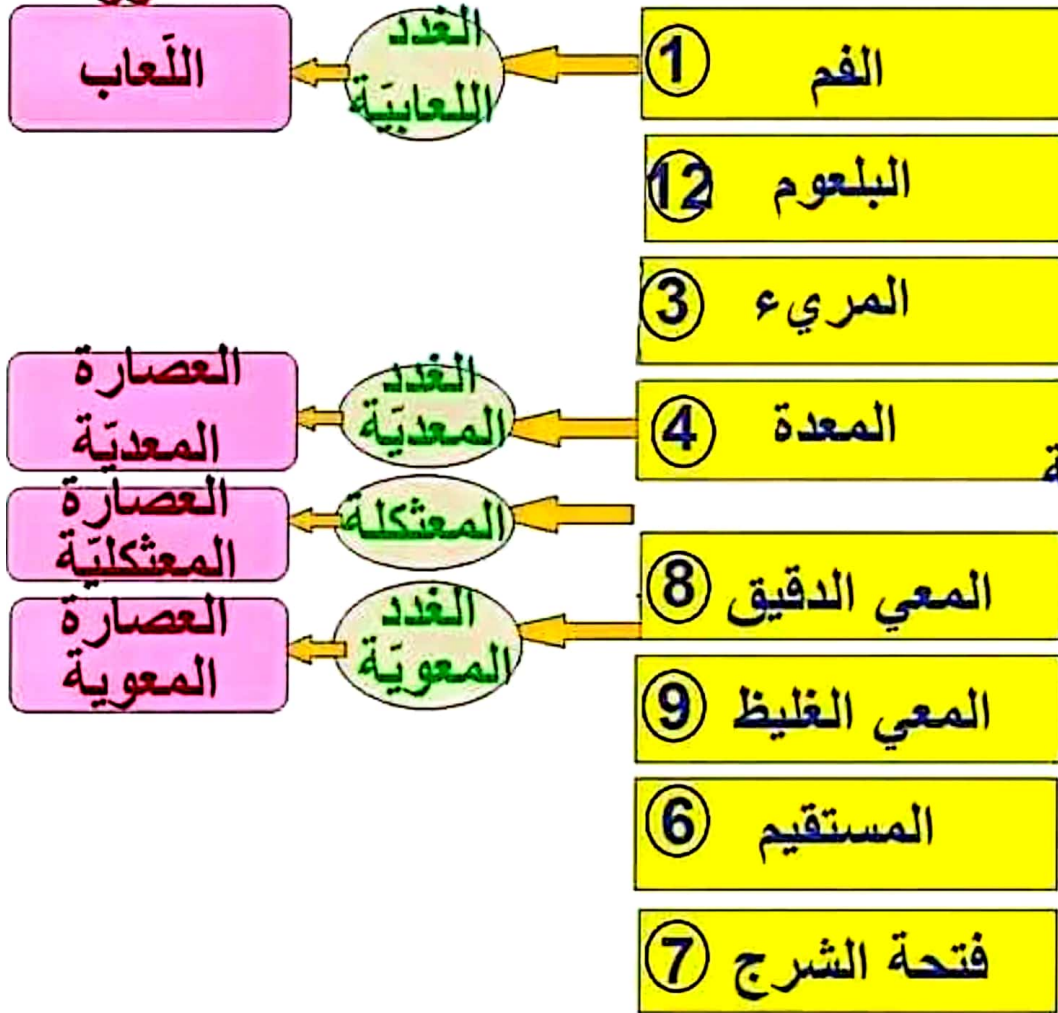 ① الفم
الغدد
اللعابيّة
اللّعاب
⑫ البلعوم
③ المريء
④ المعدة
الغدد
المعديّة
العصارة
المعديّة
المعثكلة
العصارة
المعثكليّة
⑧ المعي الدقيق
الغدد
المعويّة
العصارة
المعوية
⑨ المعي الغليظ
⑥ المستقيم
⑦ فتحة الشرج